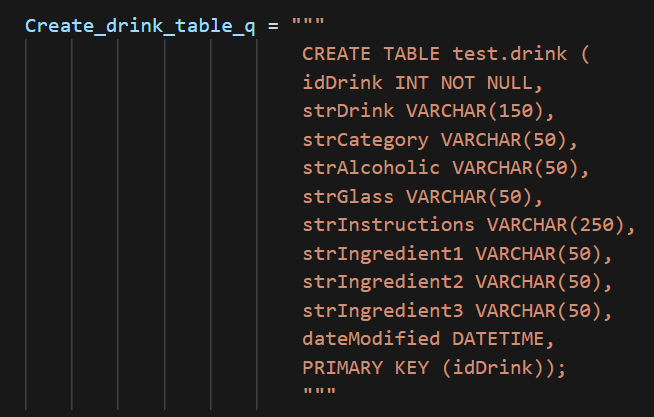 Create_drink_table_q = """
CREATE TABLE test.drink (
idDrink INT NOT NULL,
strDrink VARCHAR(150),
strCategory VARCHAR(50),
strAlcoholic VARCHAR(50),
strGlass VARCHAR(50),
strInstructions VARCHAR(250),
strIngredient1 VARCHAR(50),
strIngredient2 VARCHAR(50),
strIngredient3 VARCHAR(50),
dateModified DATETIME,
PRIMARY KEY (idDrink));
"""